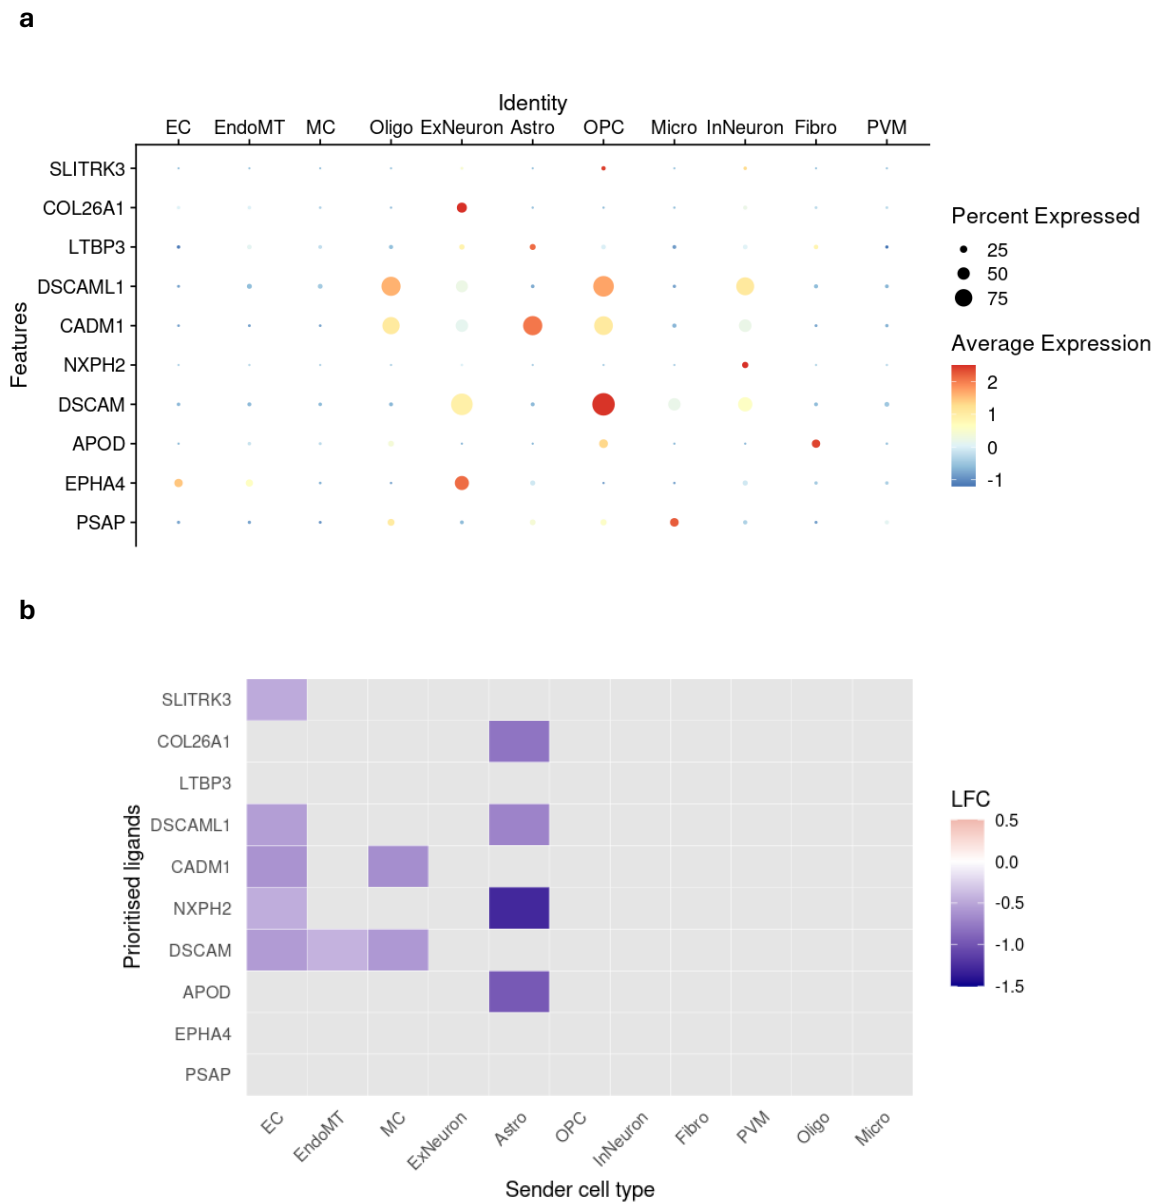 a
Identity
EC EndoMT MC Oligo ExNeuron Astro OPC Micro InNeuron Fibro PVM
Features
SLITRK3
COL26A1
LTBP3
DSCAML1
CADM1
NXPH2
DSCAM
APOD
EPHA4
PSAP
Percent Expressed
25
50
75
Average Expression
2
1
0
-1
b
Prioritised ligands
SLITRK3
COL26A1
LTBP3
DSCAML1
CADM1
NXPH2
DSCAM
APOD
EPHA4
PSAP
LFC
0.5
0.0
-0.5
-1.0
-1.5
EC EndoMT MC ExNeuron Astro OPC InNeuron Fibro PVM Oligo Micro
Sender cell type